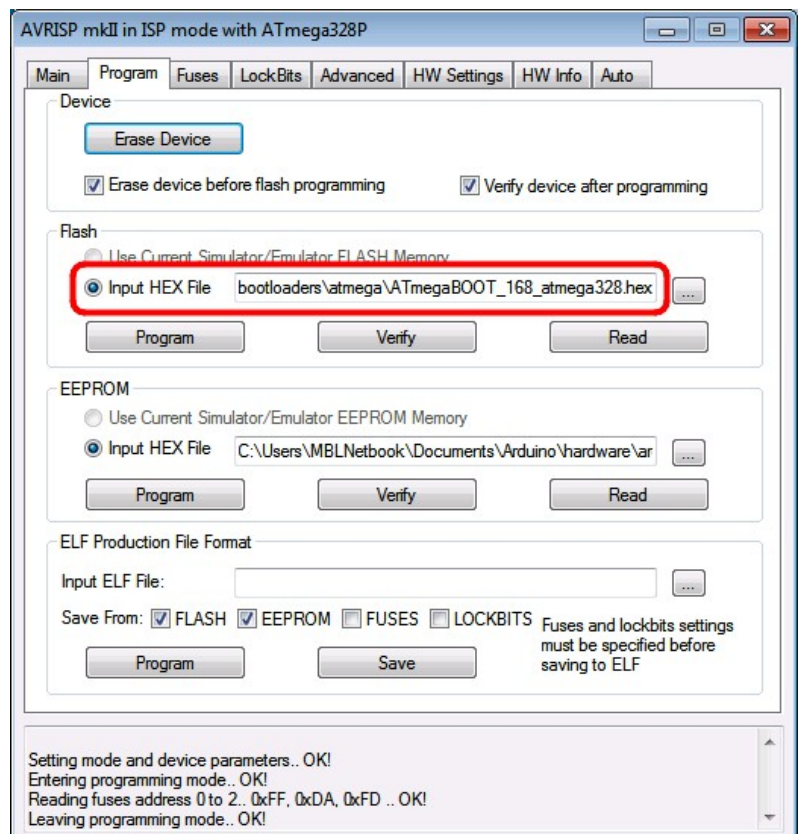 AVRISP mkII in ISP mode with ATmega328P
Main Program Fuses LockBits Advanced HW Settings HW Info Auto
Device
Erase Device
Erase device before flash programming Verify device after programming
Flash
Use Current Simulator/Emulator FLASH Memory
Input HEX File bootloaders\atmega\ATmegaBOOT_168_atmega328.hex ...
Program Verify Read
EEPROM
Use Current Simulator/Emulator EEPROM Memory
Input HEX File C:\Users\MBLNetbook\Documents\Arduino\hardware\ar ...
Program Verify Read
ELF Production File Format
Input ELF File: ...
Save From: FLASH EEPROM FUSES LOCKBITS Fuses and lockbits settings
must be specified before
saving to ELF
Program Save
Setting mode and device parameters.. OK!
Entering programming mode.. OK!
Reading fuses address 0 to 2.. 0xFF, 0xDA, 0xFD .. OK!
Leaving programming mode.. OK!